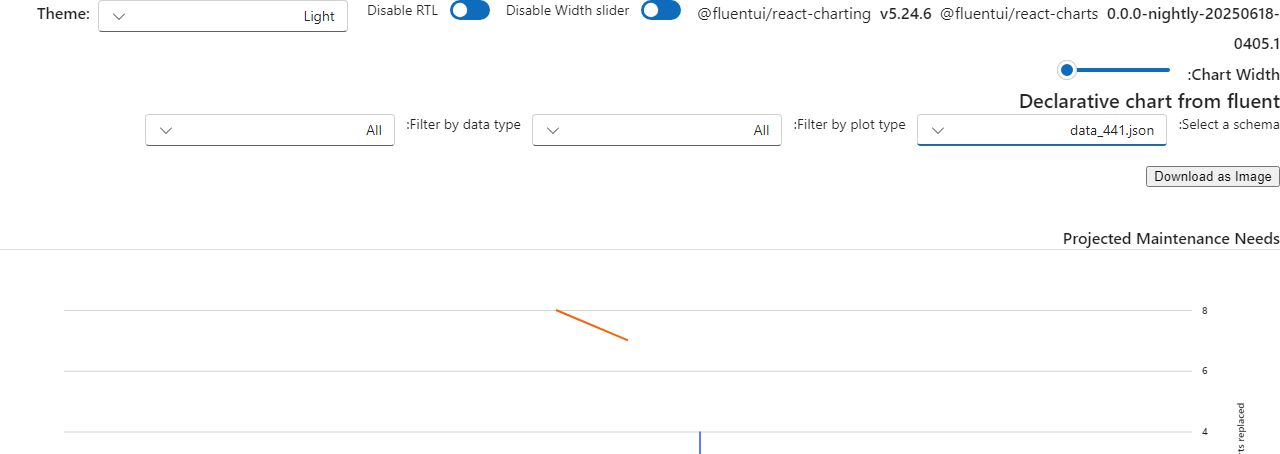 Theme: Light Disable RTL Disable Width slider @fluentui/react-charting v5.24.6 @fluentui/react-charts 0.0.0-nightly-20250618-
0405.1
:Chart Width
Declarative chart from fluent
:Select a schema data_441.json :Filter by plot type All :Filter by data type All
Download as Image
Projected Maintenance Needs
8
6
4
replaced